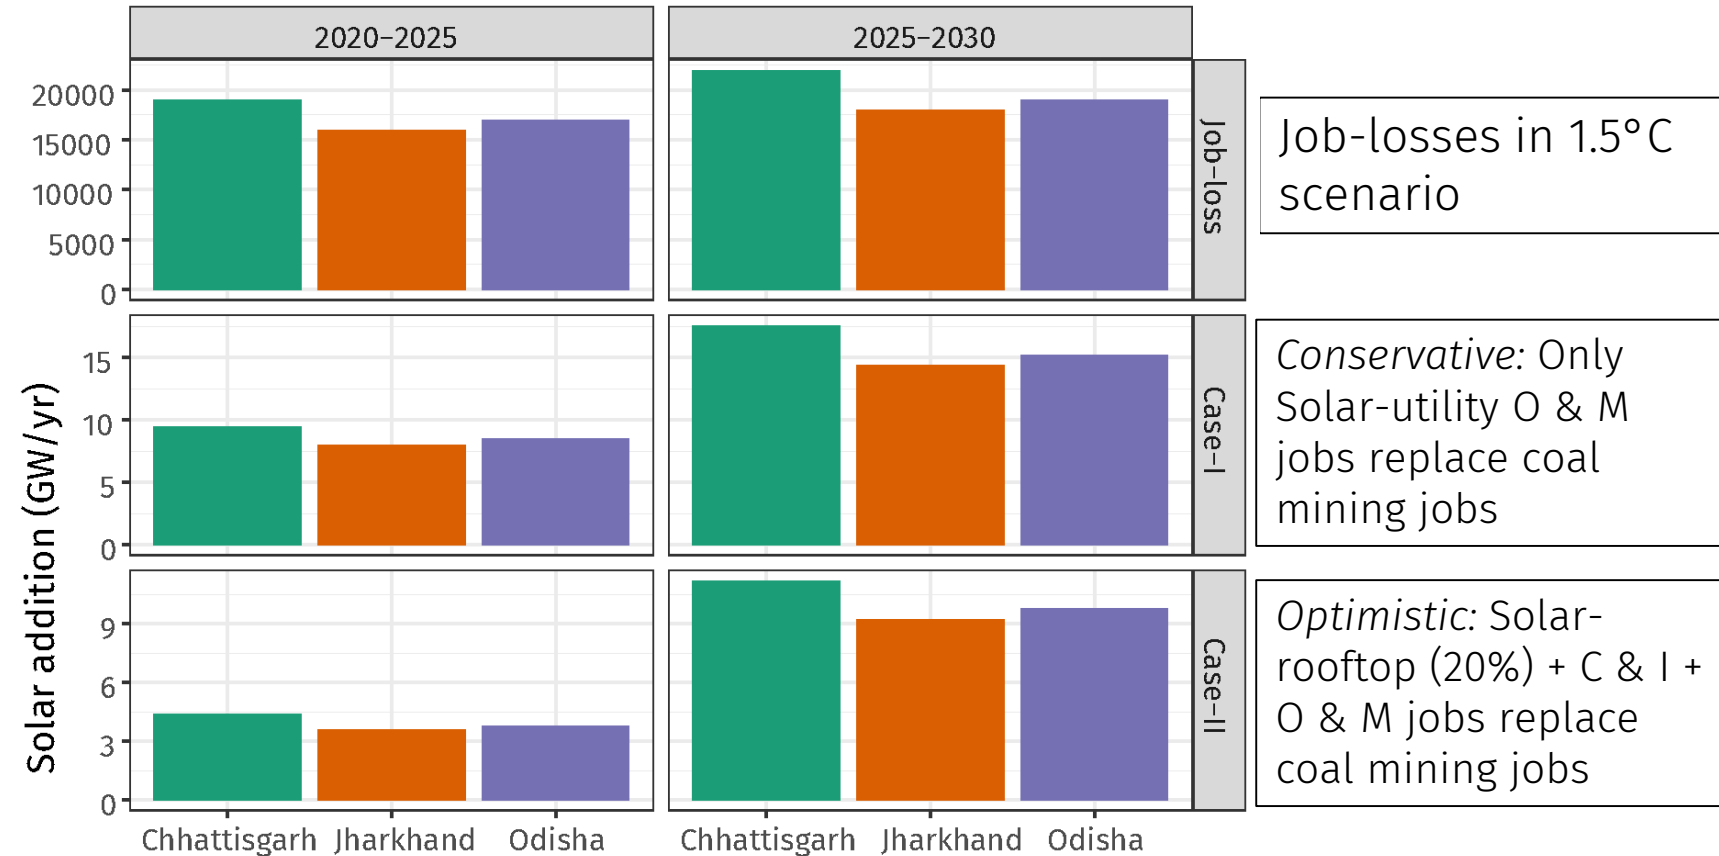 2020-2025
2025-2030
20000
15000
10000
5000
0
Job-loss
Job-losses in 1.5°C
scenario
Solar addition (GW/yr)
15
10
5
0
Case-I
Conservative: Only
Solar-utility O & M
jobs replace coal
mining jobs
9
6
3
0
Case-II
Optimistic: Solar-
rooftop (20%) + C & I +
O & M jobs replace
coal mining jobs
Chhattisgarh Jharkhand Odisha
Chhattisgarh Jharkhand Odisha